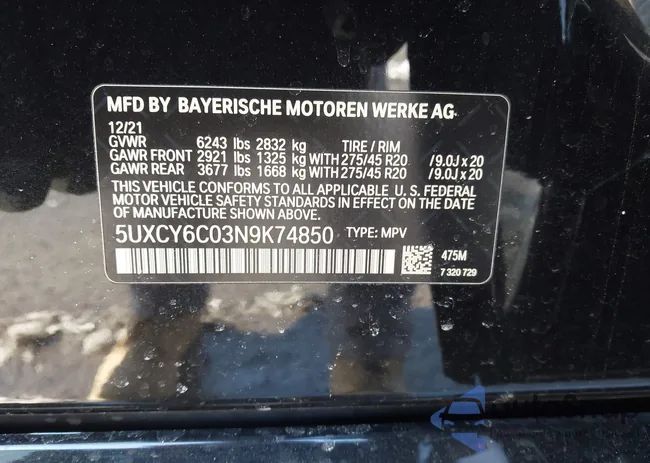 MFD BY BAYERISCHE MOTOREN WERKE AG
12/21
GVWR 6243 lbs 2832 kg TIRE / RIM
GAWR FRONT 2921 lbs 1325 kg WITH 275/45 R20 /9.0J x 20
GAWR REAR 3677 lbs 1668 kg WITH 275/45 R20 /9.0J x 20
THIS VEHICLE CONFORMS TO ALL APPLICABLE U. S. FEDERAL
MOTOR VEHICLE SAFETY STANDARDS IN EFFECT ON THE
DATE OF MANUFACTURE SHOWN ABOVE.
5UXCY6C03N9K74850 TYPE: MPV
475M
7 320 729